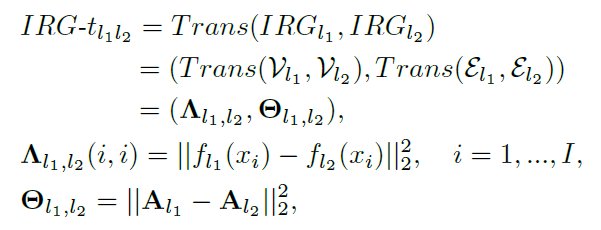 IRG-t_{l_1 l_2} = Trans(IRG_{l_1}, IRG_{l_2})
= (Trans(𝒱_{l_1}, 𝒱_{l_2}), Trans(ℰ_{l_1}, ℰ_{l_2}))
= (𝚲_{l_1,l_2}, 𝚯_{l_1,l_2}),
𝚲_{l_1,l_2}(i, i) = ||f_{l_1}(x_i) − f_{l_2}(x_i)||_2^2, i = 1, ..., I,
𝚯_{l_1,l_2} = ||𝐀_{l_1} − 𝐀_{l_2}||_2^2,